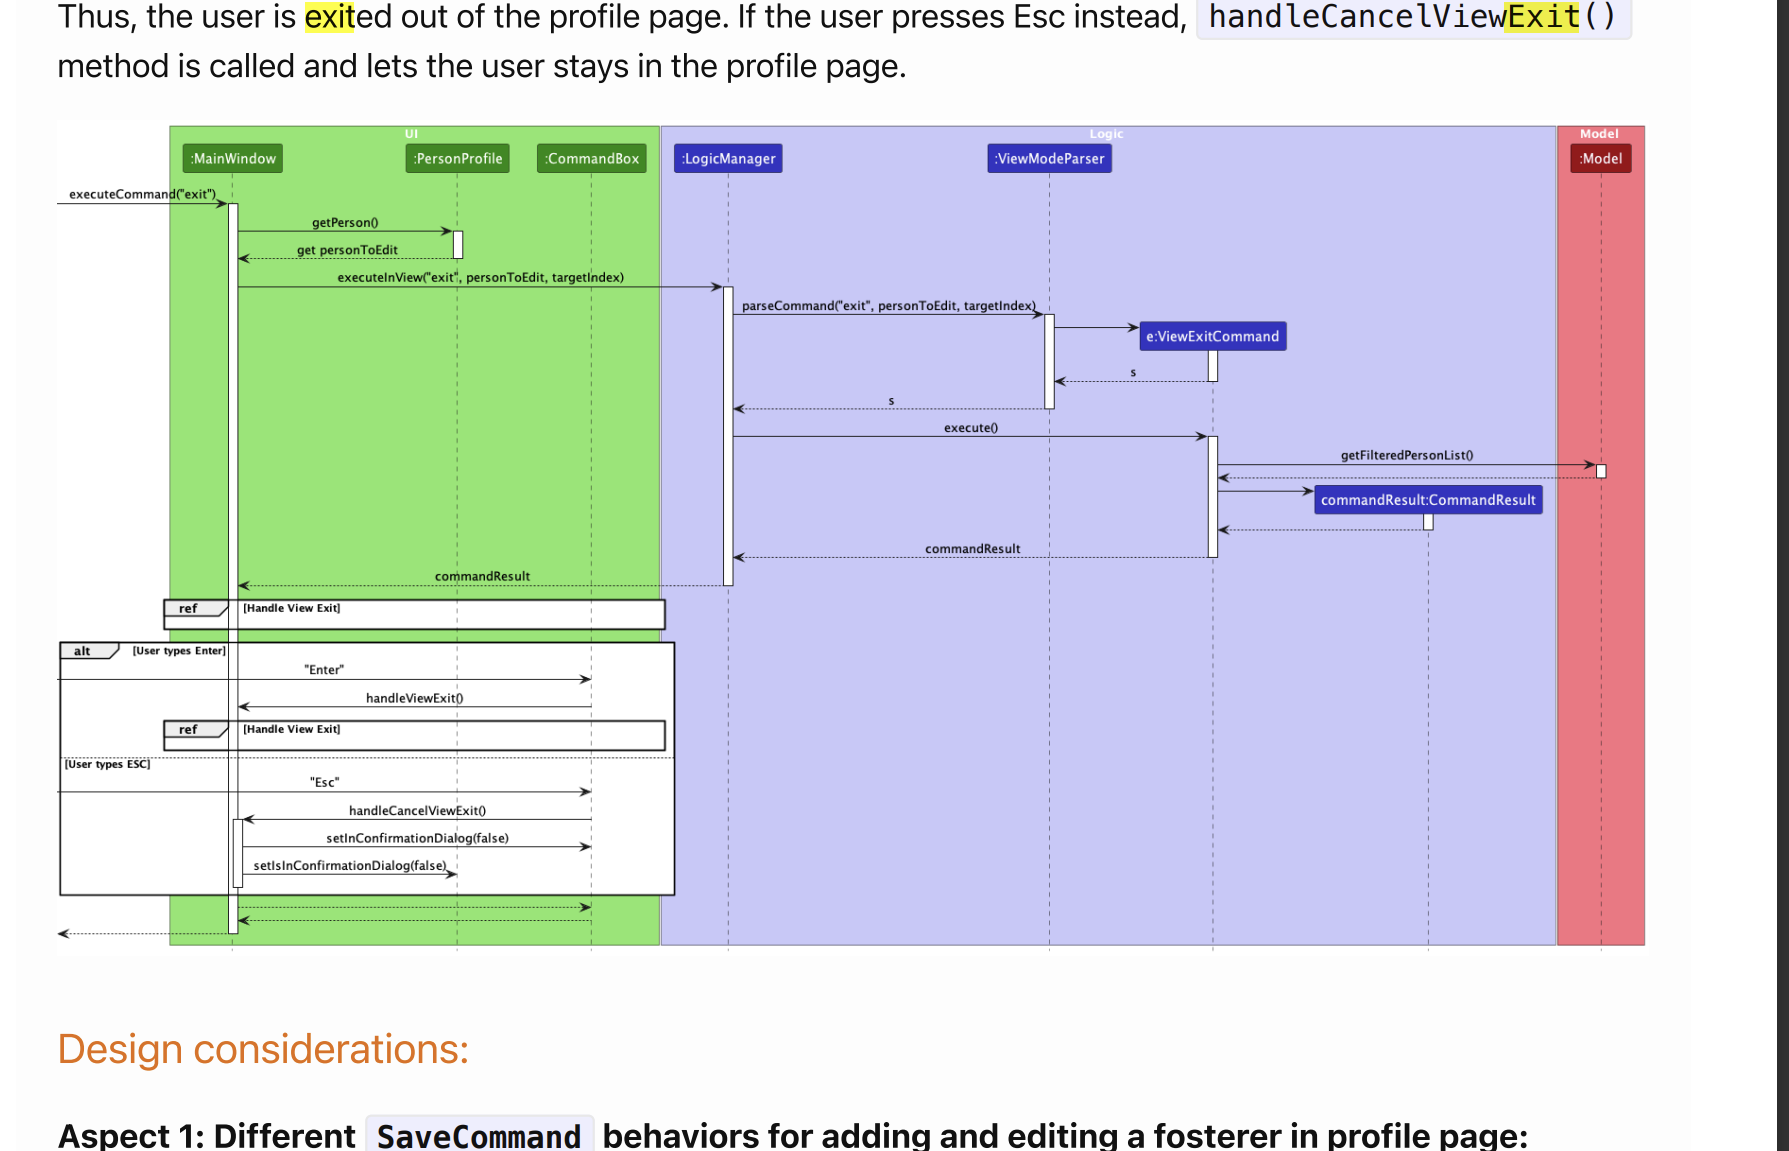 Thus, the user is exited out of the profile page. If the user presses Esc instead, handleCancelViewExit()
method is called and lets the user stays in the profile page.
UI
Logic
Model
:MainWindow
:PersonProfile
:CommandBox
:LogicManager
:ViewModeParser
:Model
executeCommand("exit")
getPerson()
get personToEdit
executeInView("exit", personToEdit, targetIndex)
parseCommand("exit", personToEdit, targetIndex)
e:ViewExitCommand
s
s
execute()
getFilteredPersonList()
commandResult:CommandResult
commandResult
commandResult
ref [Handle View Exit]
alt [User types Enter]
"Enter"
handleViewExit()
ref [Handle View Exit]
[User types ESC]
"Esc"
handleCancelViewExit()
setInConfirmationDialog(false)
setIsInConfirmationDialog(false)
Design considerations:
Aspect 1: Different SaveCommand behaviors for adding and editing a fosterer in profile page: